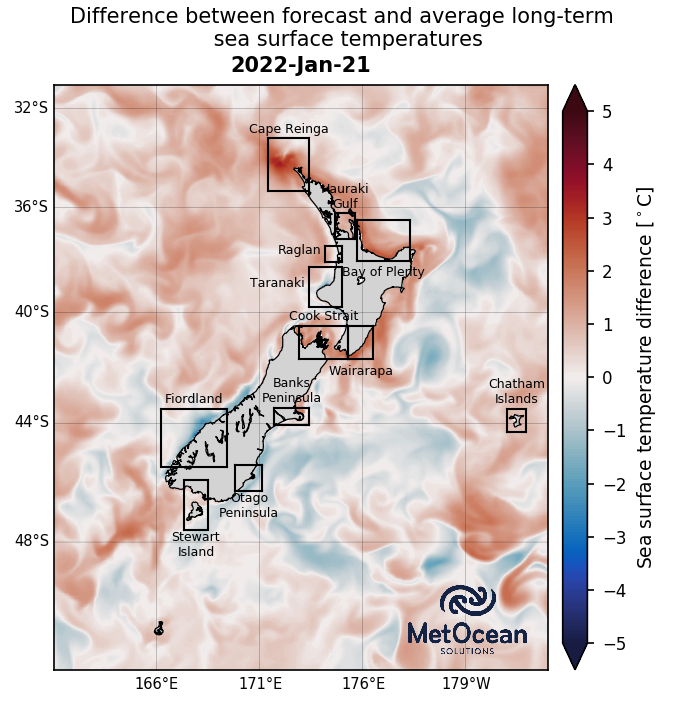 Difference between forecast and average long-term
sea surface temperatures
2022-Jan-21
32°S
36°S
40°S
44°S
48°S
Cape Reinga
Hauraki
Gulf
Raglan
Bay of Plenty
Taranaki
Cook Strait
Wairarapa
Banks
Peninsula
Fiordland
Chatham
Islands
Otago
Peninsula
Stewart
Island
MetOcean
SOLUTIONS
166°E
171°E
176°E
179°W
5
4
3
2
1
0
−1
−2
−3
−4
−5
Sea surface temperature difference [°C]